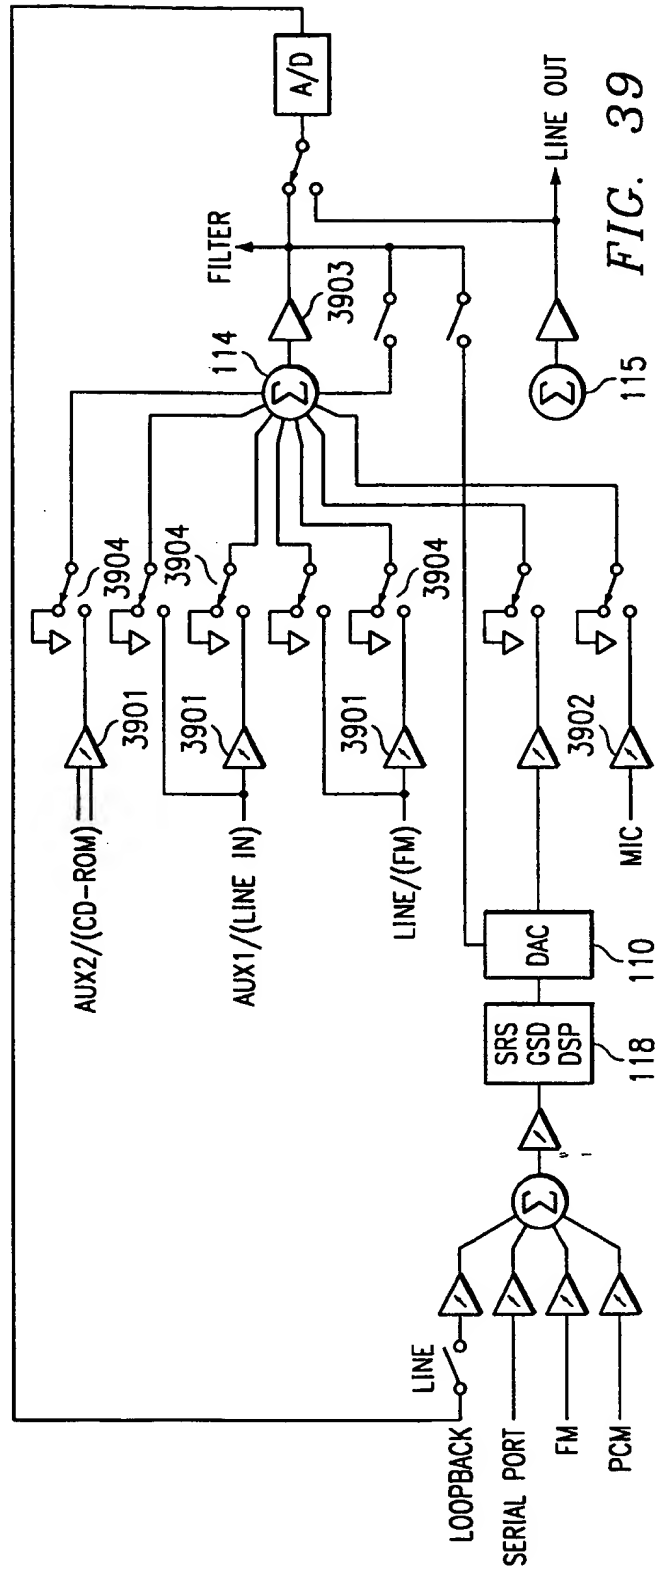 A/D
FILTER
LINE OUT
FIG. 39
3903
114
115
3904
3904
3904
3901
3901
3901
3902
AUX2/(CD-ROM)
AUX1/(LINE IN)
LINE/(FM)
MIC
DAC
110
SRS
GSD
DSP
118
Σ
Σ
Σ
LINE
LOOPBACK
SERIAL PORT
FM
PCM